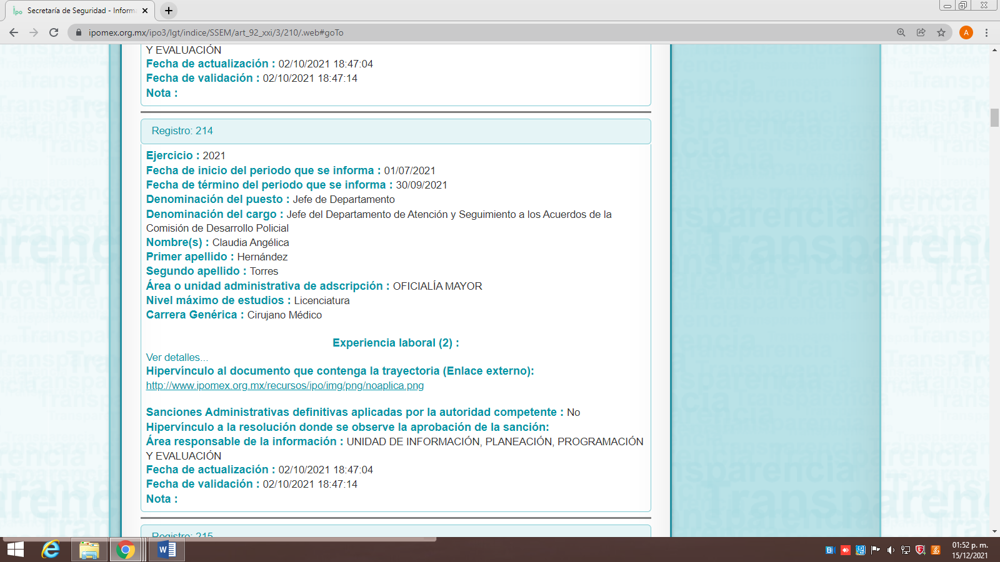 Secretaría de Seguridad - Inform
ipomex.org.mx/ipo3/lgt/indice/SSEM/art_92_xxi/3/210/.web#goTo
A
Y EVALUACIÓN
Fecha de actualización : 02/10/2021 18:47:04
Fecha de validación : 02/10/2021 18:47:14
Nota :
Registro: 214
Ejercicio : 2021
Fecha de inicio del periodo que se informa : 01/07/2021
Fecha de término del periodo que se informa : 30/09/2021
Denominación del puesto : Jefe de Departamento
Denominación del cargo : Jefe del Departamento de Atención y Seguimiento a los Acuerdos de la
Comisión de Desarrollo Policial
Nombre(s) : Claudia Angélica
Primer apellido : Hernández
Segundo apellido : Torres
Área o unidad administrativa de adscripción : OFICIALÍA MAYOR
Nivel máximo de estudios : Licenciatura
Carrera Genérica : Cirujano Médico
Experiencia laboral (2) :
Ver detalles...
Hipervínculo al documento que contenga la trayectoria (Enlace externo):
http://www.ipomex.org.mx/recursos/ipo/img/png/noaplica.png
Sanciones Administrativas definitivas aplicadas por la autoridad competente : No
Hipervínculo a la resolución donde se observe la aprobación de la sanción:
Área responsable de la información : UNIDAD DE INFORMACIÓN, PLANEACIÓN, PROGRAMACIÓN
Y EVALUACIÓN
Fecha de actualización : 02/10/2021 18:47:04
Fecha de validación : 02/10/2021 18:47:14
Nota :
Registro: 215
01:52 p. m.
15/12/2021